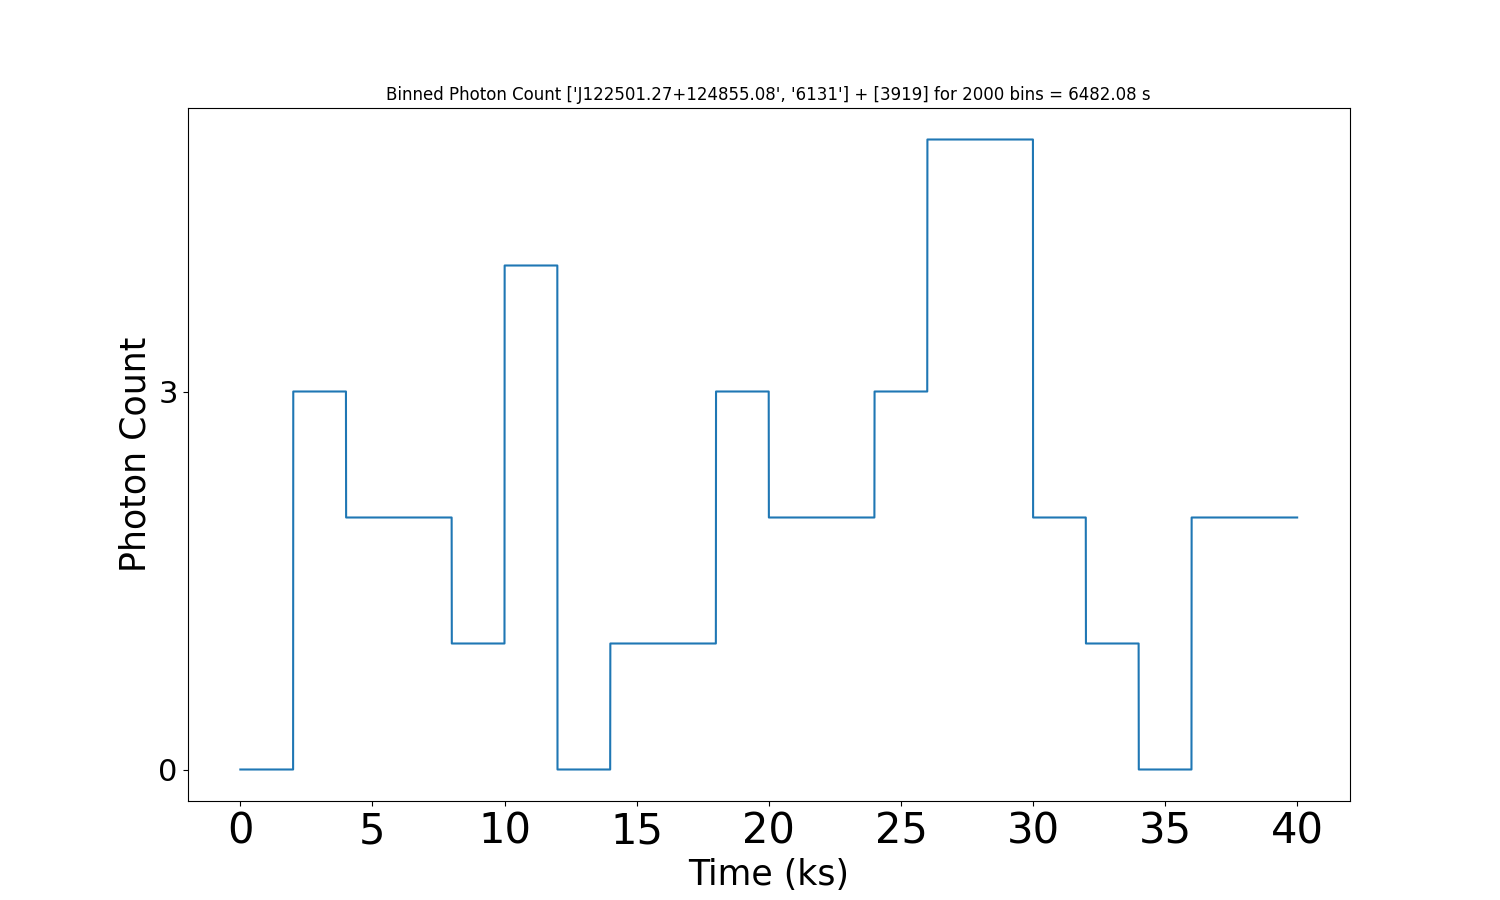 Binned Photon Count ['J122501.27+124855.08', '6131'] + [3919] for 2000 bins = 6482.08 s
Photon Count
3
0
0 5 10 15 20 25 30 35 40
Time (ks)